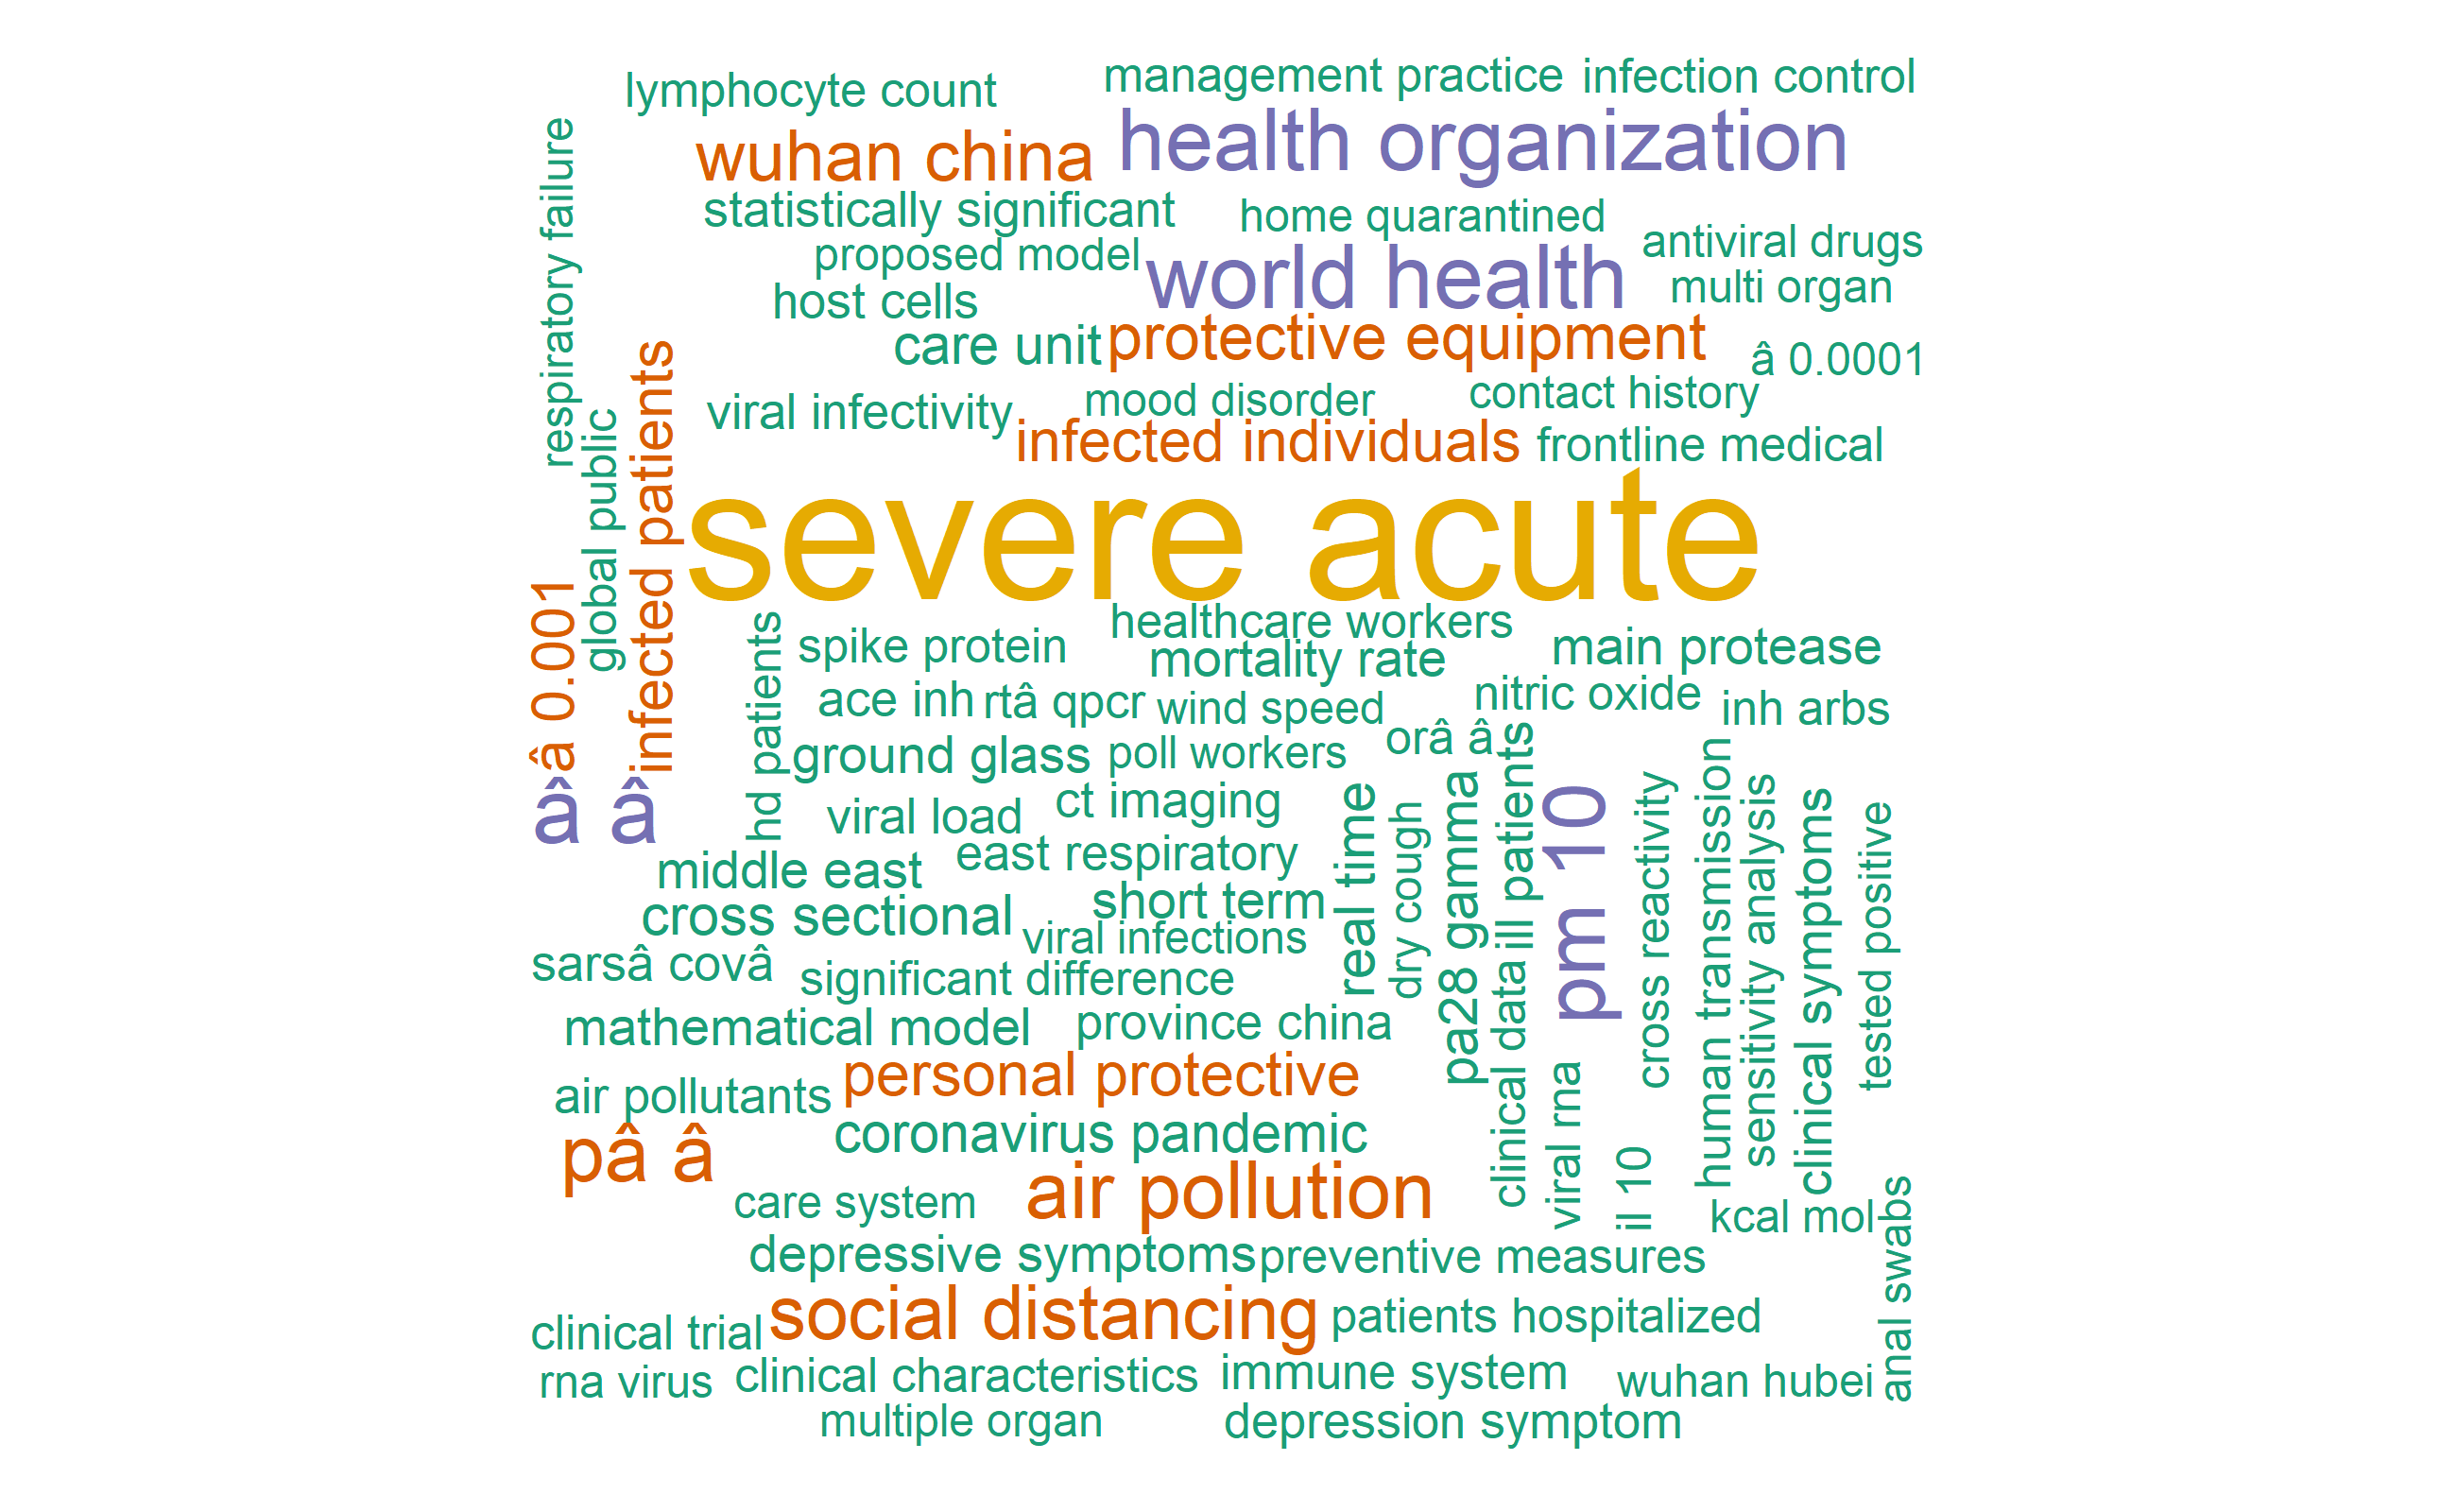 lymphocyte count
management practice
infection control
respiratory failure
wuhan china
health organization
statistically significant
home quarantined
proposed model
world health
antiviral drugs
host cells
multi organ
care unit
protective equipment
â 0.0001
global public
infected patients
viral infectivity
mood disorder
contact history
infected individuals
frontline medical
severe acute
â 0.001
healthcare workers
hd patients
spike protein
mortality rate
main protease
ace inh
rtâ qpcr
wind speed
nitric oxide
inh arbs
ground glass
poll workers
orâ â
â â
viral load
ct imaging
real time
dry cough
pa28 gamma
ill patients
pm 10
cross reactivity
human transmission
sensitivity analysis
clinical symptoms
tested positive
middle east
east respiratory
cross sectional
short term
viral infections
sarsâ covâ
significant difference
clinical data
mathematical model
province china
air pollutants
personal protective
viral rna
pâ â
coronavirus pandemic
il 10
care system
air pollution
kcal mol
anal swabs
depressive symptoms
preventive measures
clinical trial
social distancing
patients hospitalized
rna virus
clinical characteristics
immune system
wuhan hubei
multiple organ
depression symptom